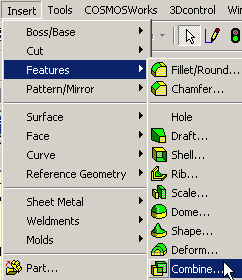 Insert Tools COSMOSWorks 3Dcontrol
Boss/Base
Cut
Features
Pattern/Mirror
Surface
Face
Curve
Reference Geometry
Sheet Metal
Weldments
Molds
Part...
Fillet/Round...
Chamfer...
Hole
Draft...
Shell...
Rib...
Scale...
Dome...
Shape...
Deform...
Combine...